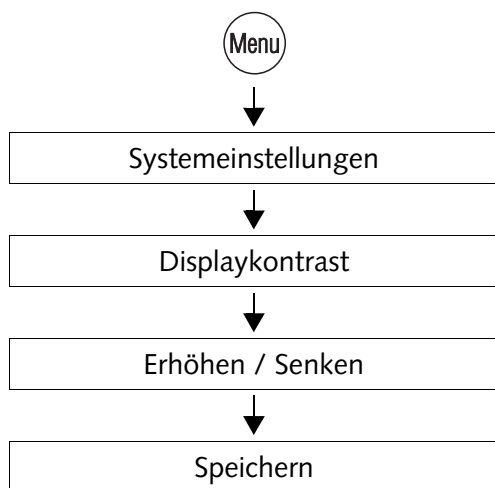 Menu
Systemeinstellungen
Displaykontrast
Erhöhen / Senken
Speichern